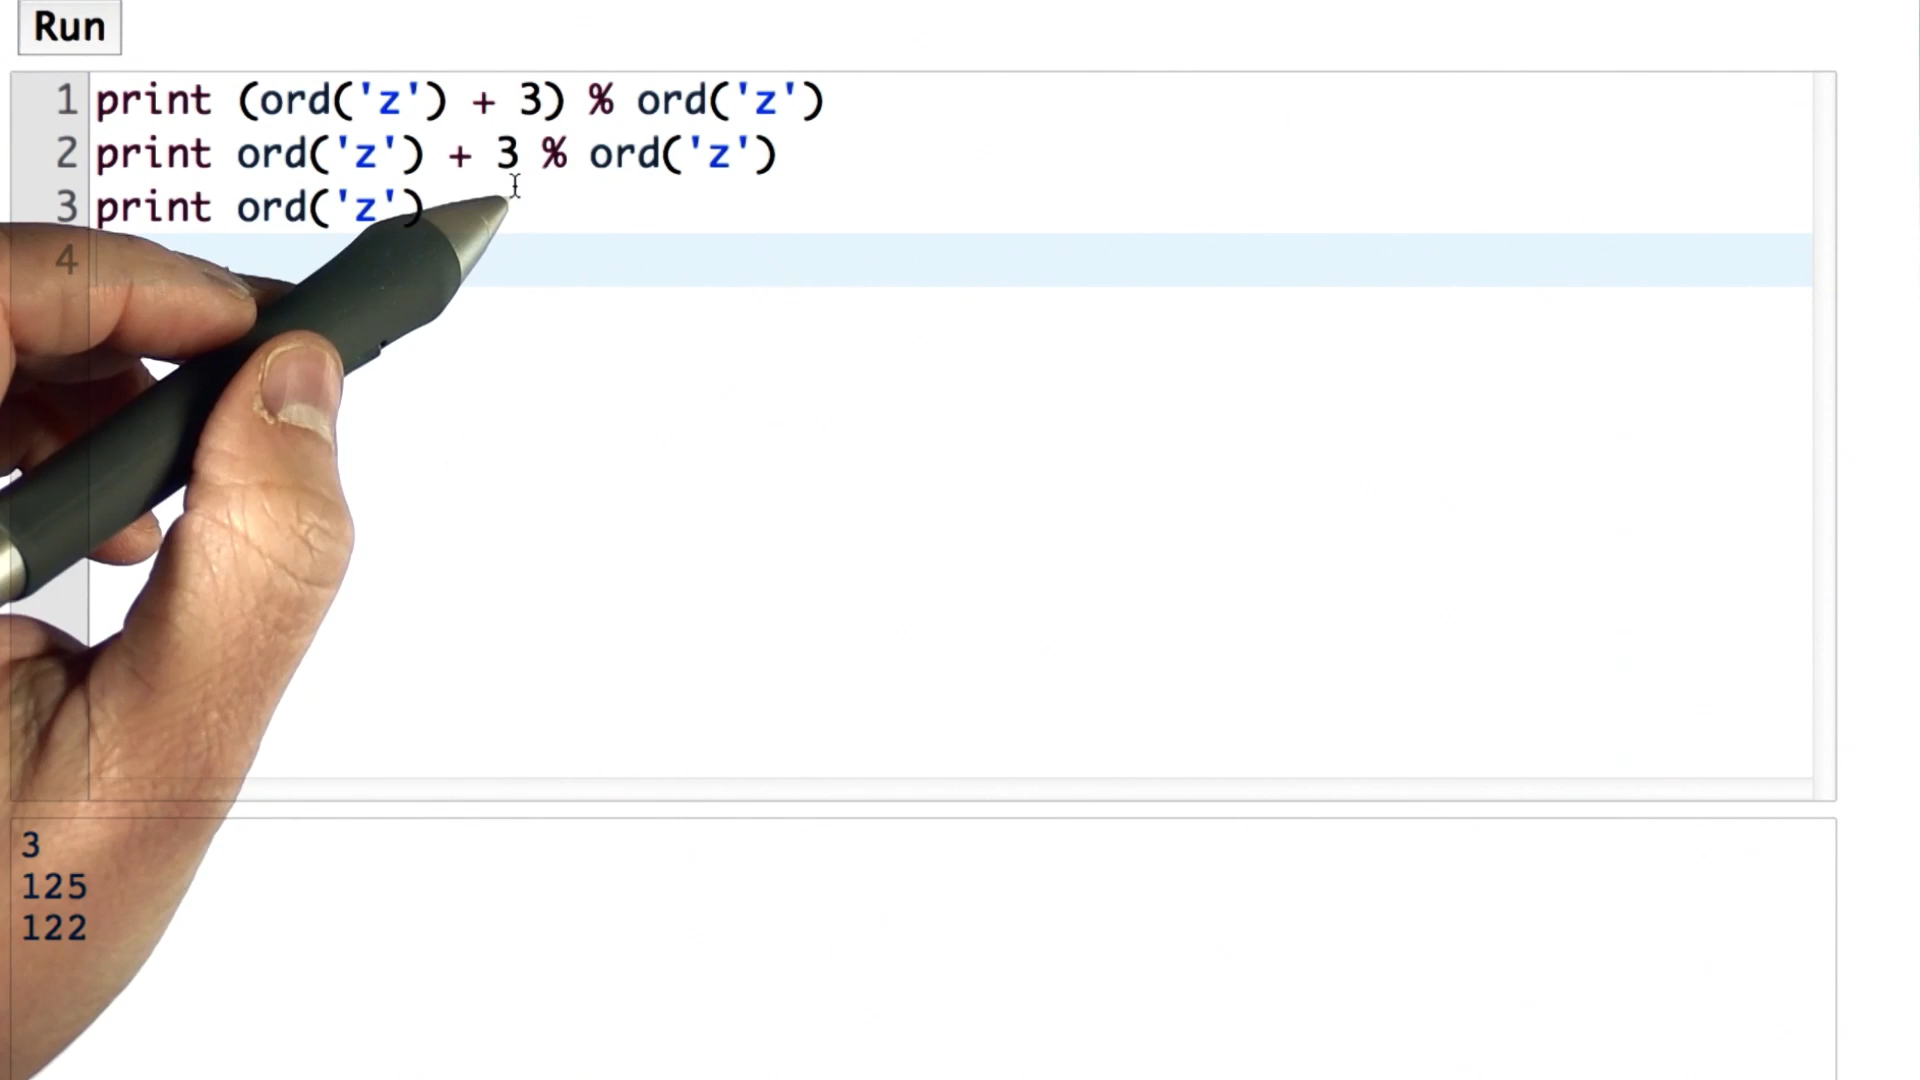 Run
1 print (ord('z') + 3) % ord('z')
2 print ord('z') + 3 % ord('z')
3 print ord('z')
4
3
125
122